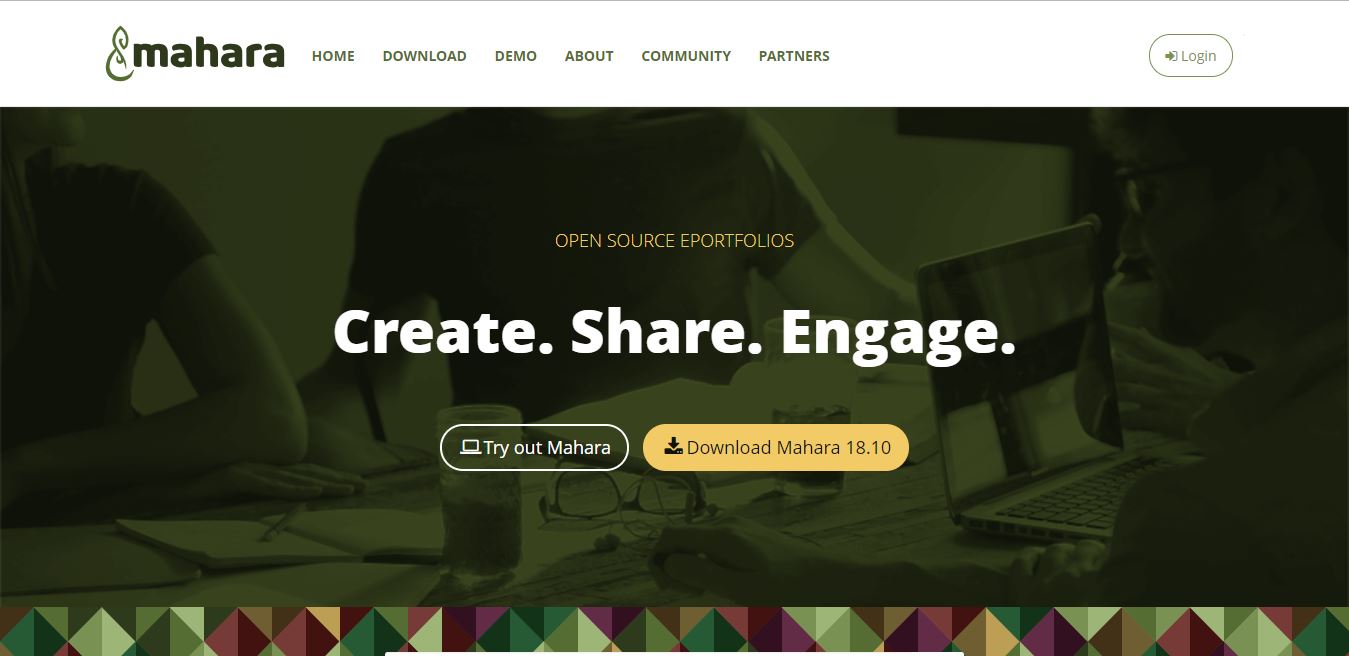 mahara
HOME DOWNLOAD DEMO ABOUT COMMUNITY PARTNERS
Login
OPEN SOURCE EPORTFOLIOS
Create. Share. Engage.
Try out Mahara
Download Mahara 18.10